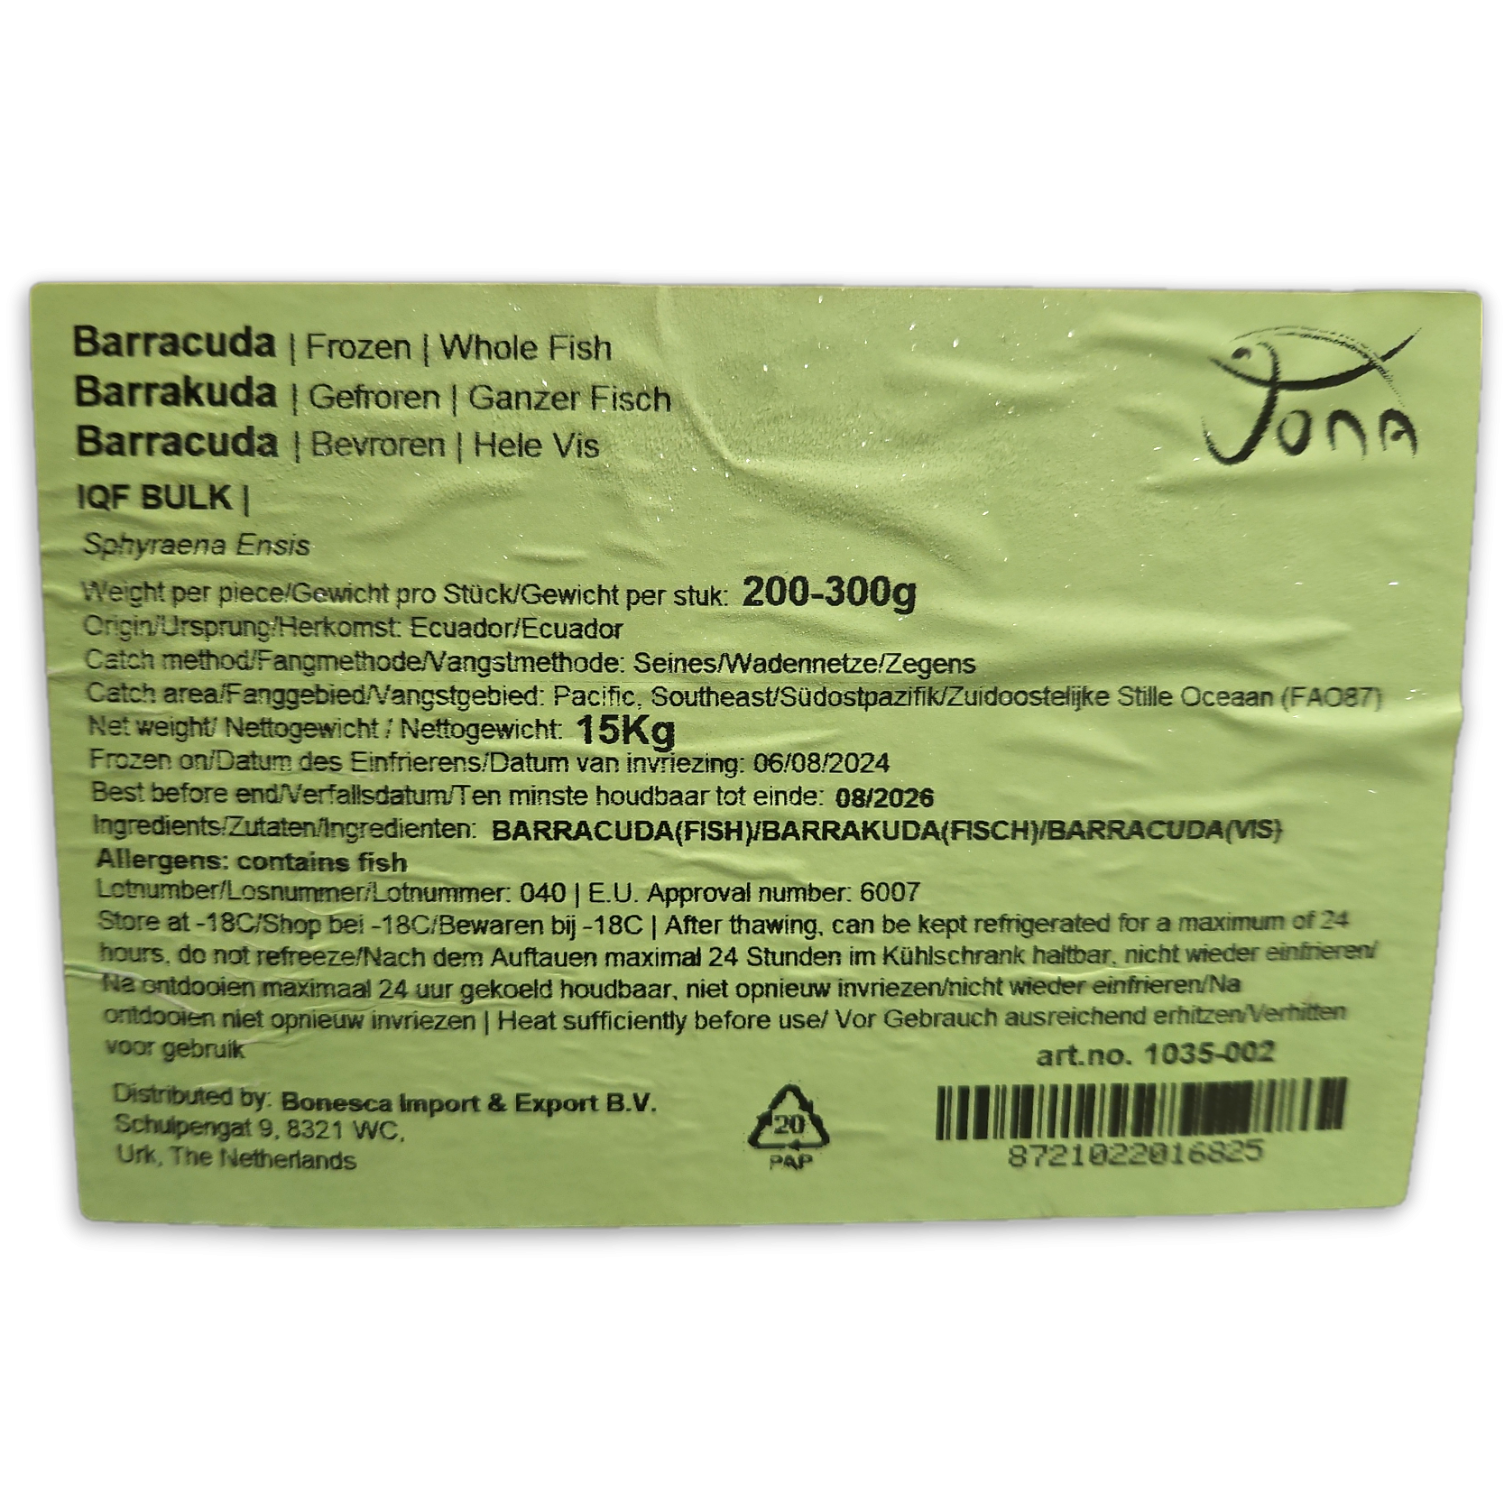 Barracuda | Frozen | Whole Fish
Barrakuda | Gefroren | Ganzer Fisch
Barracuda | Bevroren | Hele Vis
Jona
IQF BULK |
Sphyraena Ensis
Weight per piece/Gewicht pro Stück/Gewicht per stuk: 200-300g
Origin/Ursprung/Herkomst: Ecuador/Ecuador
Catch method/Fangmethode/Vangstmethode: Seines/Wadennetze/Zegens
Catch area/Fanggebied/Vangstgebied: Pacific, Southeast/Südostpazifik/Zuidoostelijke Stille Oceaan (FAO87)
Net weight/ Nettogewicht / Nettogewicht: 15Kg
Frozen on/Datum des Einfrierens/Datum van invriezing: 06/08/2024
Best before end/Verfallsdatum/Ten minste houdbaar tot einde: 08/2026
Ingredients/Zutaten/Ingredienten: BARRACUDA(FISH)/BARRAKUDA(FISCH)/BARRACUDA(VIS)
Allergens: contains fish
Lotnumber/Losnummer/Lotnummer: 040 | E.U. Approval number: 6007
Store at -18C/Shop bei -18C/Bewaren bij -18C | After thawing, can be kept refrigerated for a maximum of 24
hours, do not refreeze/Nach dem Auftauen maximal 24 Stunden im Kühlschrank haltbar, nicht wieder einfrieren/
Na ontdooien maximaal 24 uur gekoeld houdbaar, niet opnieuw invriezen/nicht wieder einfrieren/Na
ontdooien niet opnieuw invriezen | Heat sufficiently before use/ Vor Gebrauch ausreichend erhitzen/Verhitten
voor gebruik
art.no. 1035-002
Distributed by: Bonesca Import & Export B.V.
Schulpengat 9, 8321 WC,
Urk, The Netherlands
20
PAP
8721022016825